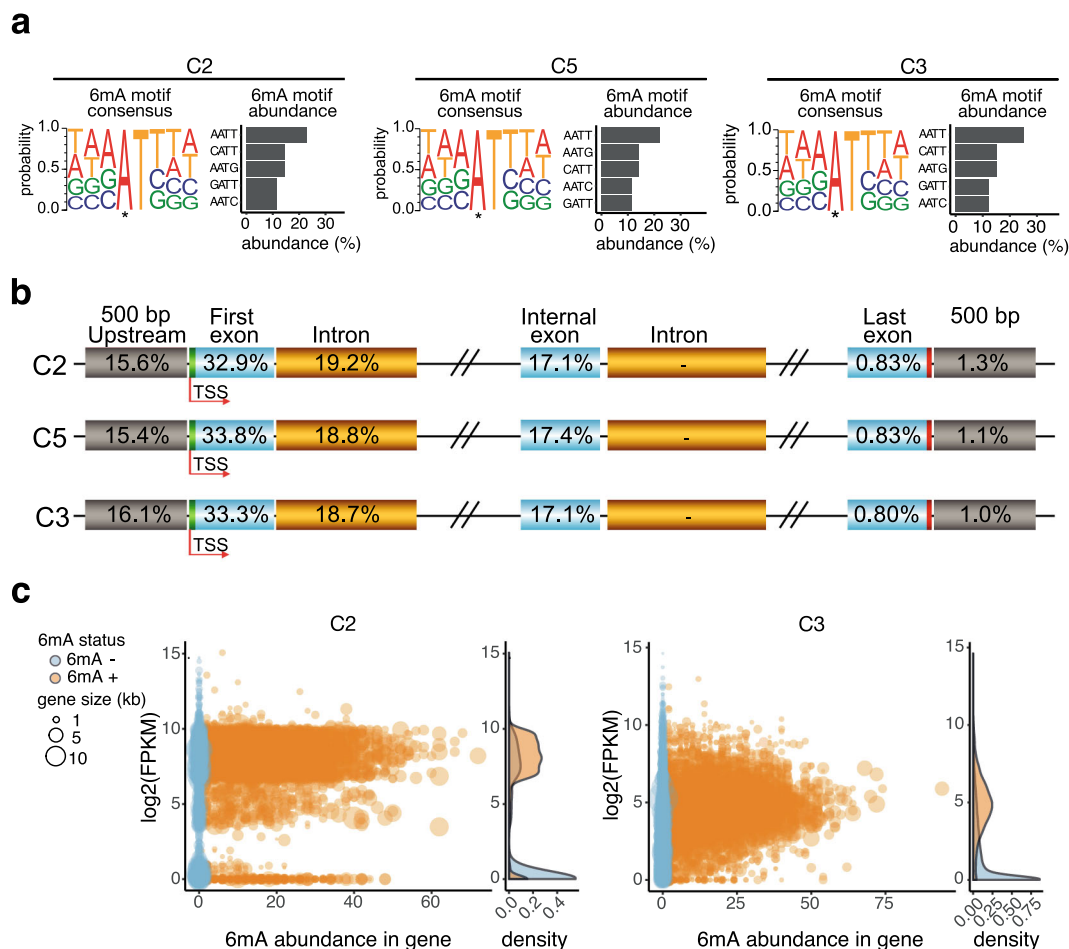 a
C2
6mA motif consensus
6mA motif abundance
probability
1.0
0.5
0.0
*
AATT
CATT
AATG
GATT
AATC
0 10 20 30
abundance (%)
C5
6mA motif consensus
6mA motif abundance
probability
1.0
0.5
0.0
*
AATT
AATG
CATT
AATC
GATT
0 10 20 30
abundance (%)
C3
6mA motif consensus
6mA motif abundance
probability
1.0
0.5
0.0
*
AATT
CATT
AATG
GATT
AATC
0 10 20 30
abundance (%)
b
500 bp Upstream
First exon
Intron
Internal exon
Intron
Last exon
500 bp
C2 15.6% 32.9% 19.2% // 17.1% - // 0.83% 1.3%
TSS
C5 15.4% 33.8% 18.8% // 17.4% - // 0.83% 1.1%
TSS
C3 16.1% 33.3% 18.7% // 17.1% - // 0.80% 1.0%
TSS
c
6mA status
6mA -
6mA +
gene size (kb)
1
5
10
C2
log2(FPKM)
15
10
5
0
0 20 40 60
6mA abundance in gene
15
10
5
0
0.0 0.2 0.4
density
C3
log2(FPKM)
15
10
5
0
0 25 50 75
6mA abundance in gene
15
10
5
0
0.00 0.25 0.50 0.75
density